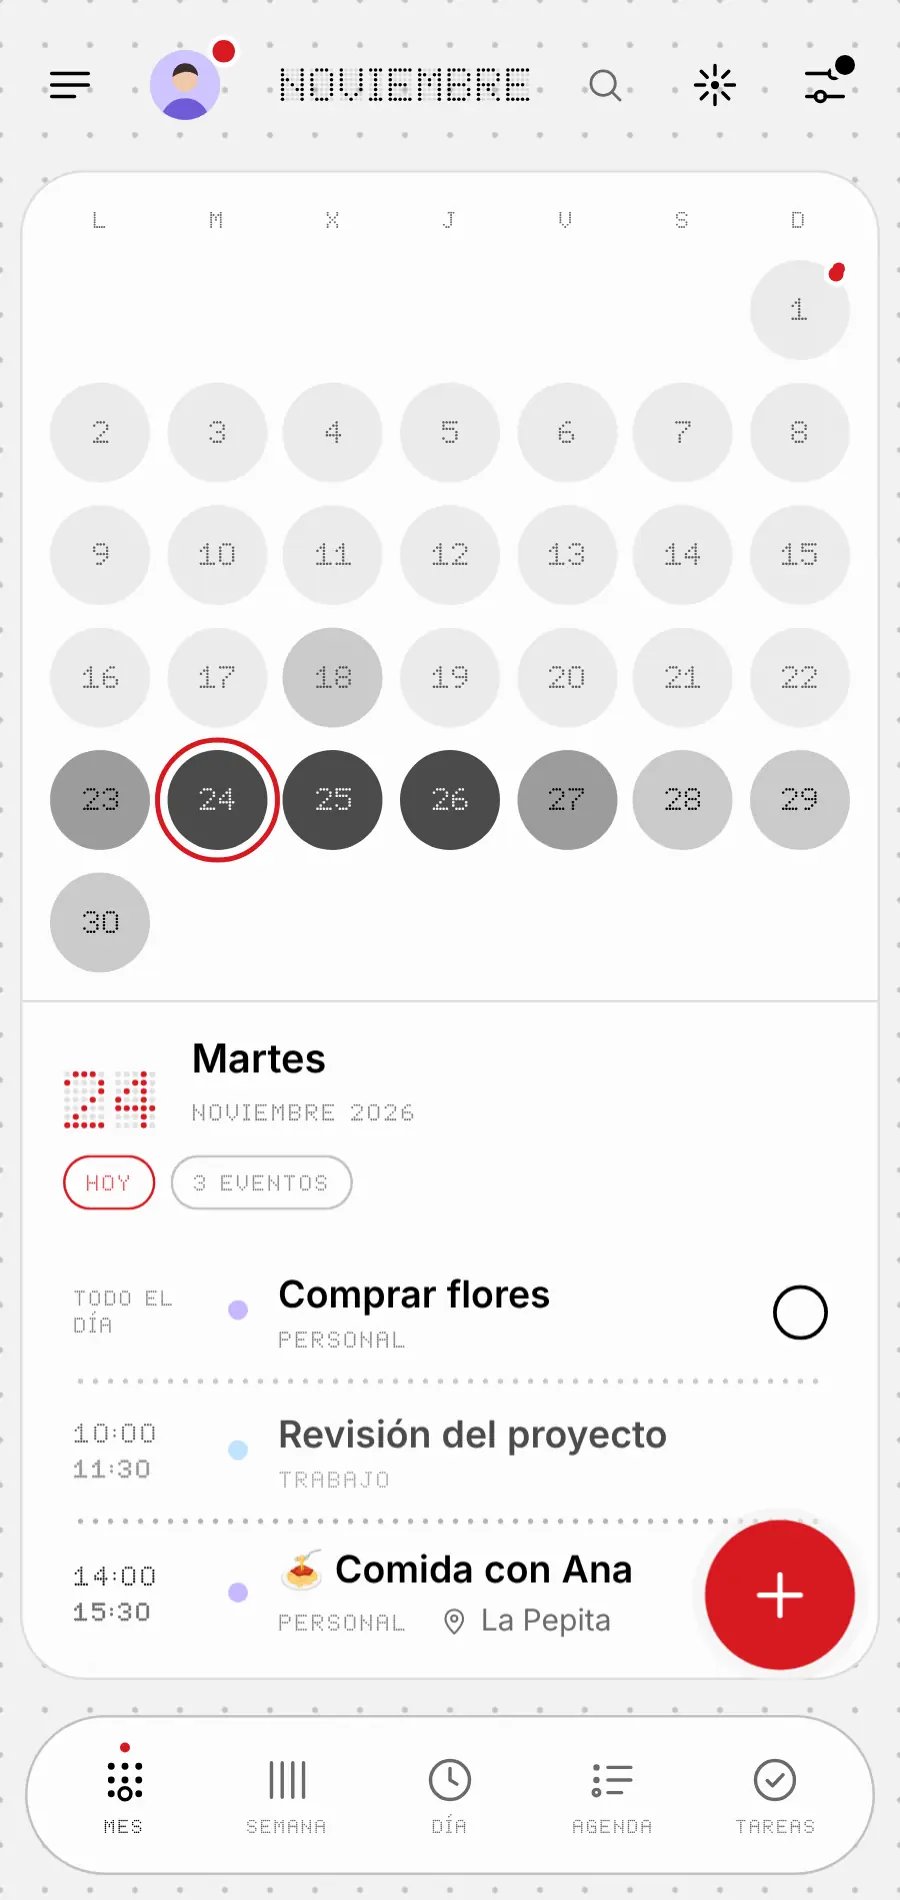 NOVIEMBRE
L M X J V S D
1
2 3 4 5 6 7 8
9 10 11 12 13 14 15
16 17 18 19 20 21 22
23 24 25 26 27 28 29
30
24
Martes
NOVIEMBRE 2026
HOY
3 EVENTOS
TODO EL
DÍA
Comprar flores
PERSONAL
10:00
11:30
Revisión del proyecto
TRABAJO
14:00
15:30
🍝 Comida con Ana
PERSONAL La Pepita
MES SEMANA DÍA AGENDA TAREAS